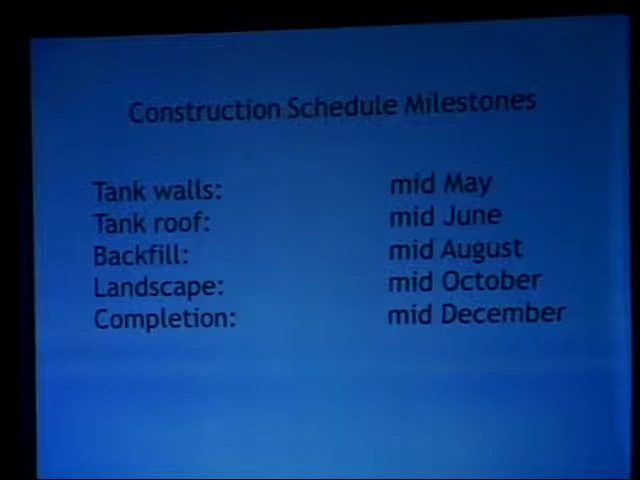 Construction Schedule Milestones
Tank walls: mid May
Tank roof: mid June
Backfill: mid August
Landscape: mid October
Completion: mid December